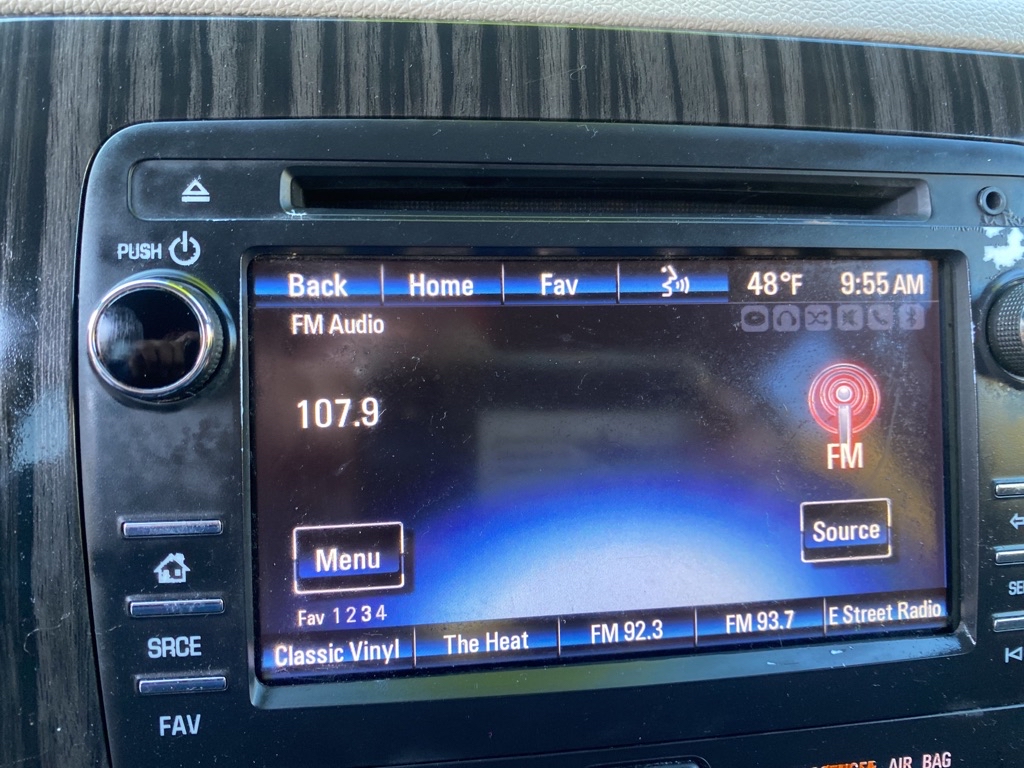 PUSH
Back Home Fav 48°F 9:55 AM
FM Audio
107.9
FM
Menu Source
Fav 1 2 3 4
Classic Vinyl The Heat FM 92.3 FM 93.7 E Street Radio
SRCE
FAV
AIR BAG